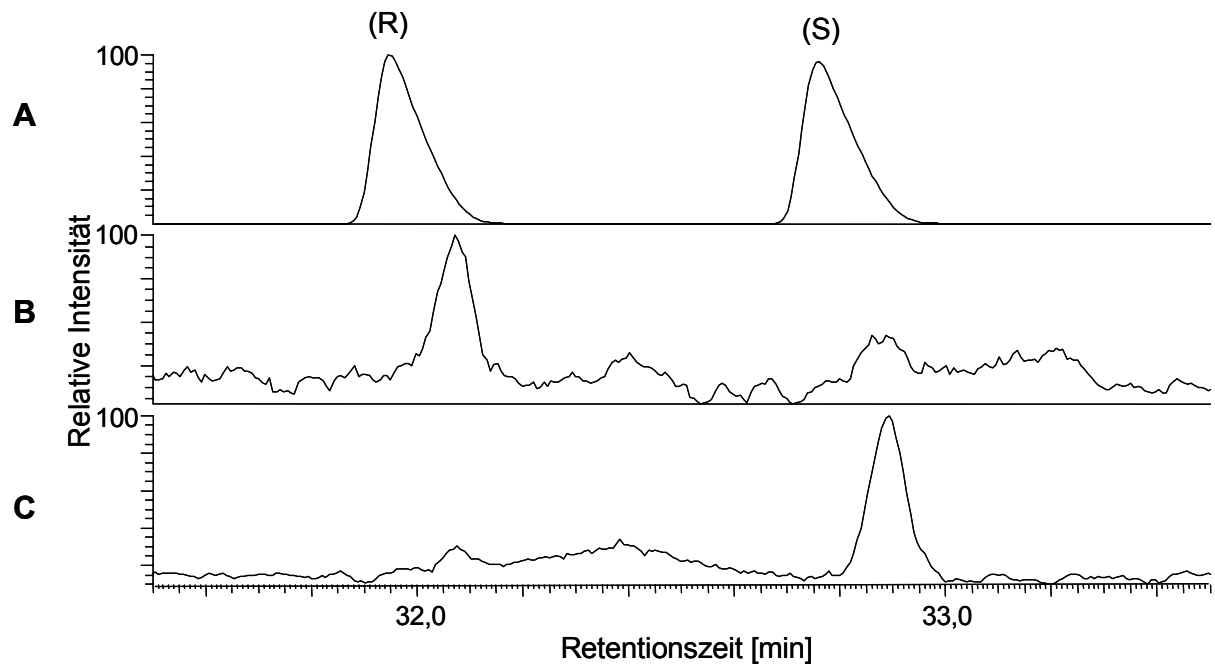 (R) (S)
100
A
100
B
Relative Intensität
100
C
32,0 33,0
Retentionszeit [min]